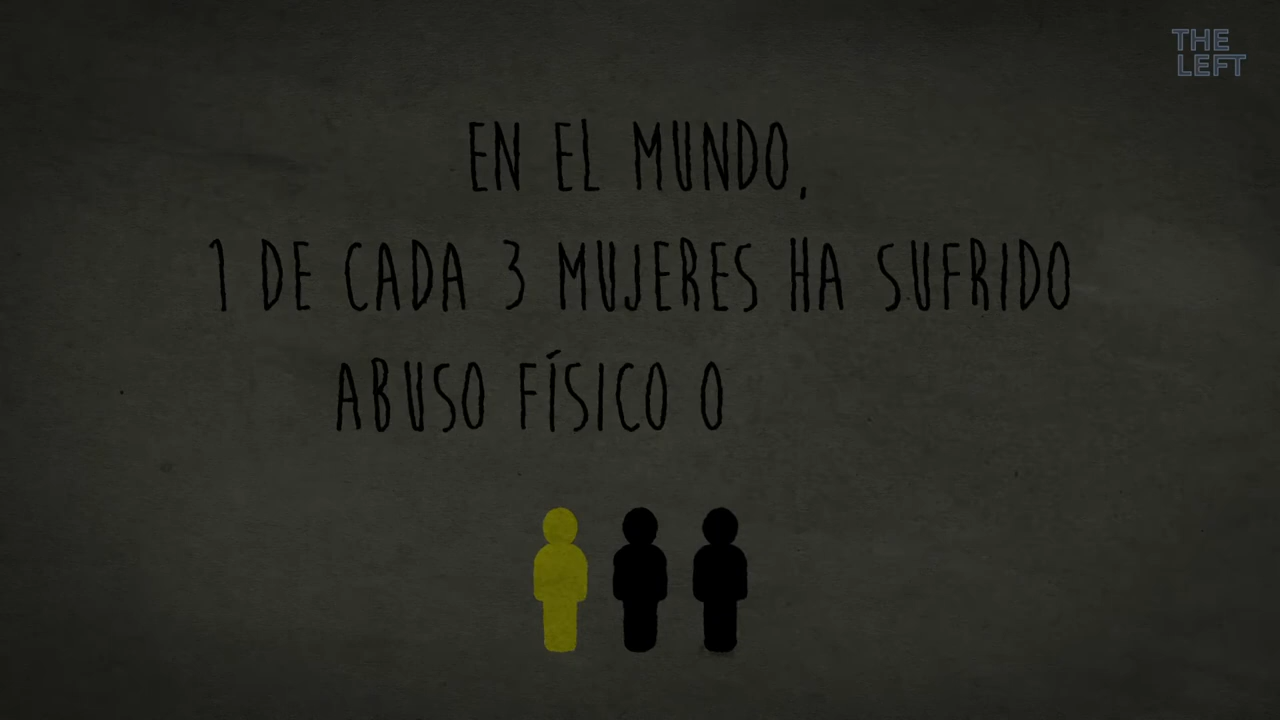 THE
LEFT
EN EL MUNDO,
1 DE CADA 3 MUJERES HA SUFRIDO
ABUSO FÍSICO O